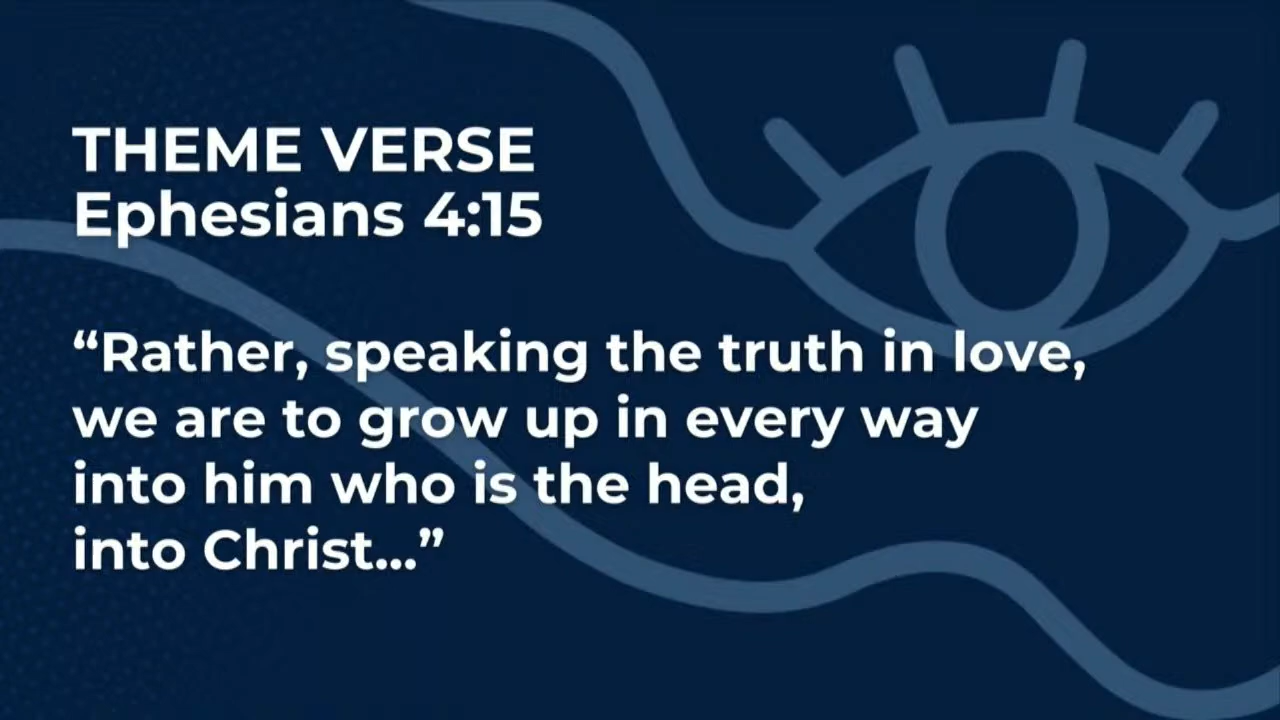 THEME VERSE
Ephesians 4:15
“Rather, speaking the truth in love,
we are to grow up in every way
into him who is the head,
into Christ...”